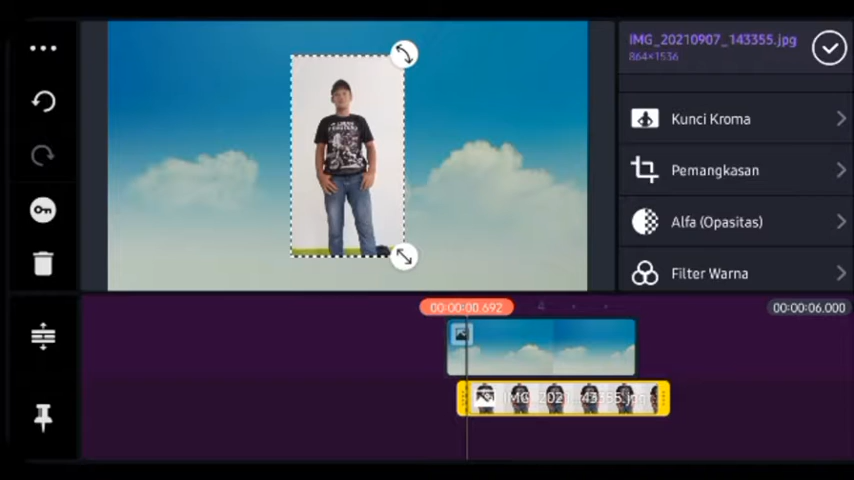 IMG_20210907_143355.jpg
864×1536
Kunci Kroma
Pemangkasan
Alfa (Opasitas)
Filter Warna
00:00:00.692
00:00:06.000